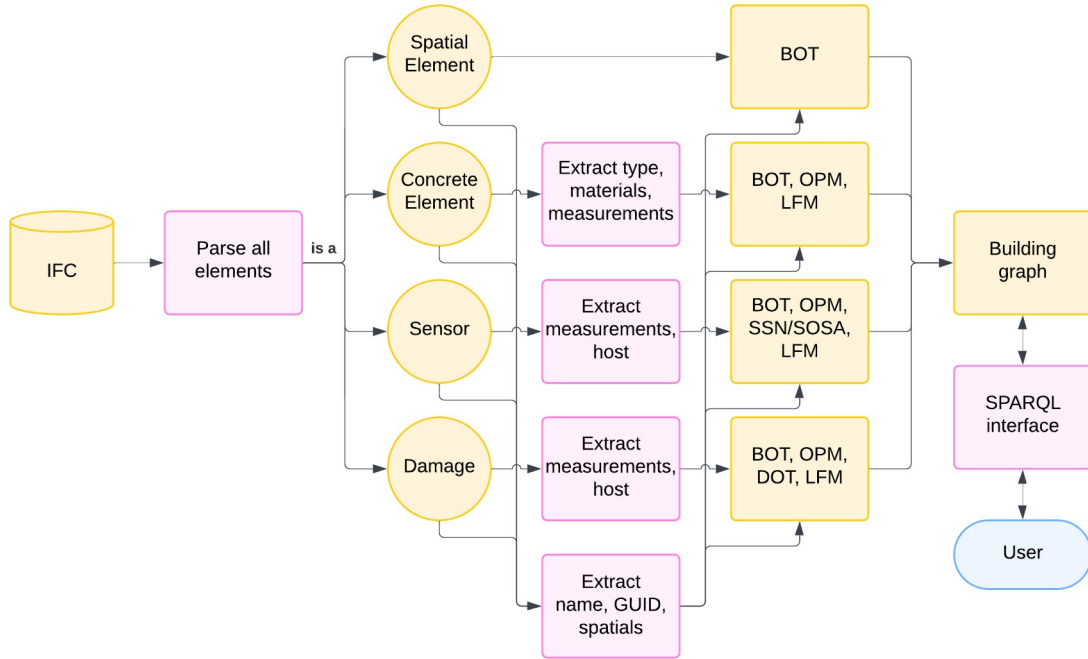 IFC
Parse all
elements
is a
Spatial
Element
Concrete
Element
Sensor
Damage
Extract type,
materials,
measurements
Extract
measurements,
host
Extract
measurements,
host
Extract
name, GUID,
spatials
BOT
BOT, OPM,
LFM
BOT, OPM,
SSN/SOSA,
LFM
BOT, OPM,
DOT, LFM
Building
graph
SPARQL
interface
User